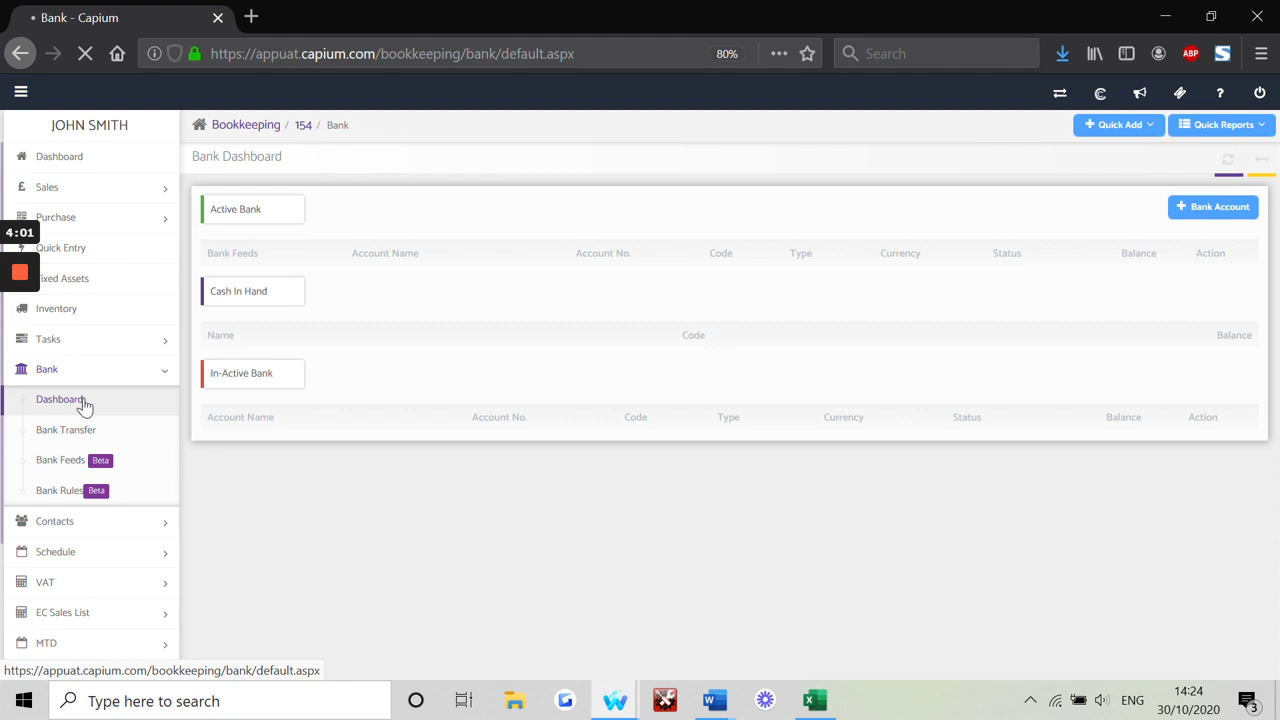 Bank - Capium
https://appuat.capium.com/bookkeeping/bank/default.aspx
80%
Search
ABP
JOHN SMITH
Bookkeeping / 154 / Bank
Quick Add
Quick Reports
Dashboard
Bank Dashboard
Sales
Purchase
Active Bank
Bank Account
4:01
Quick Entry
Bank Feeds Account Name Account No. Code Type Currency Status Balance Action
ixed Assets
Cash In Hand
Inventory
Name Code Balance
Tasks
Bank
In-Active Bank
Dashboard
Account Name Account No. Code Type Currency Status Balance Action
Bank Transfer
Bank Feeds Beta
Bank Rules Beta
Contacts
Schedule
VAT
EC Sales List
MTD
https://appuat.capium.com/bookkeeping/bank/default.aspx
Type here to search
ENG
14:24
30/10/2020
3